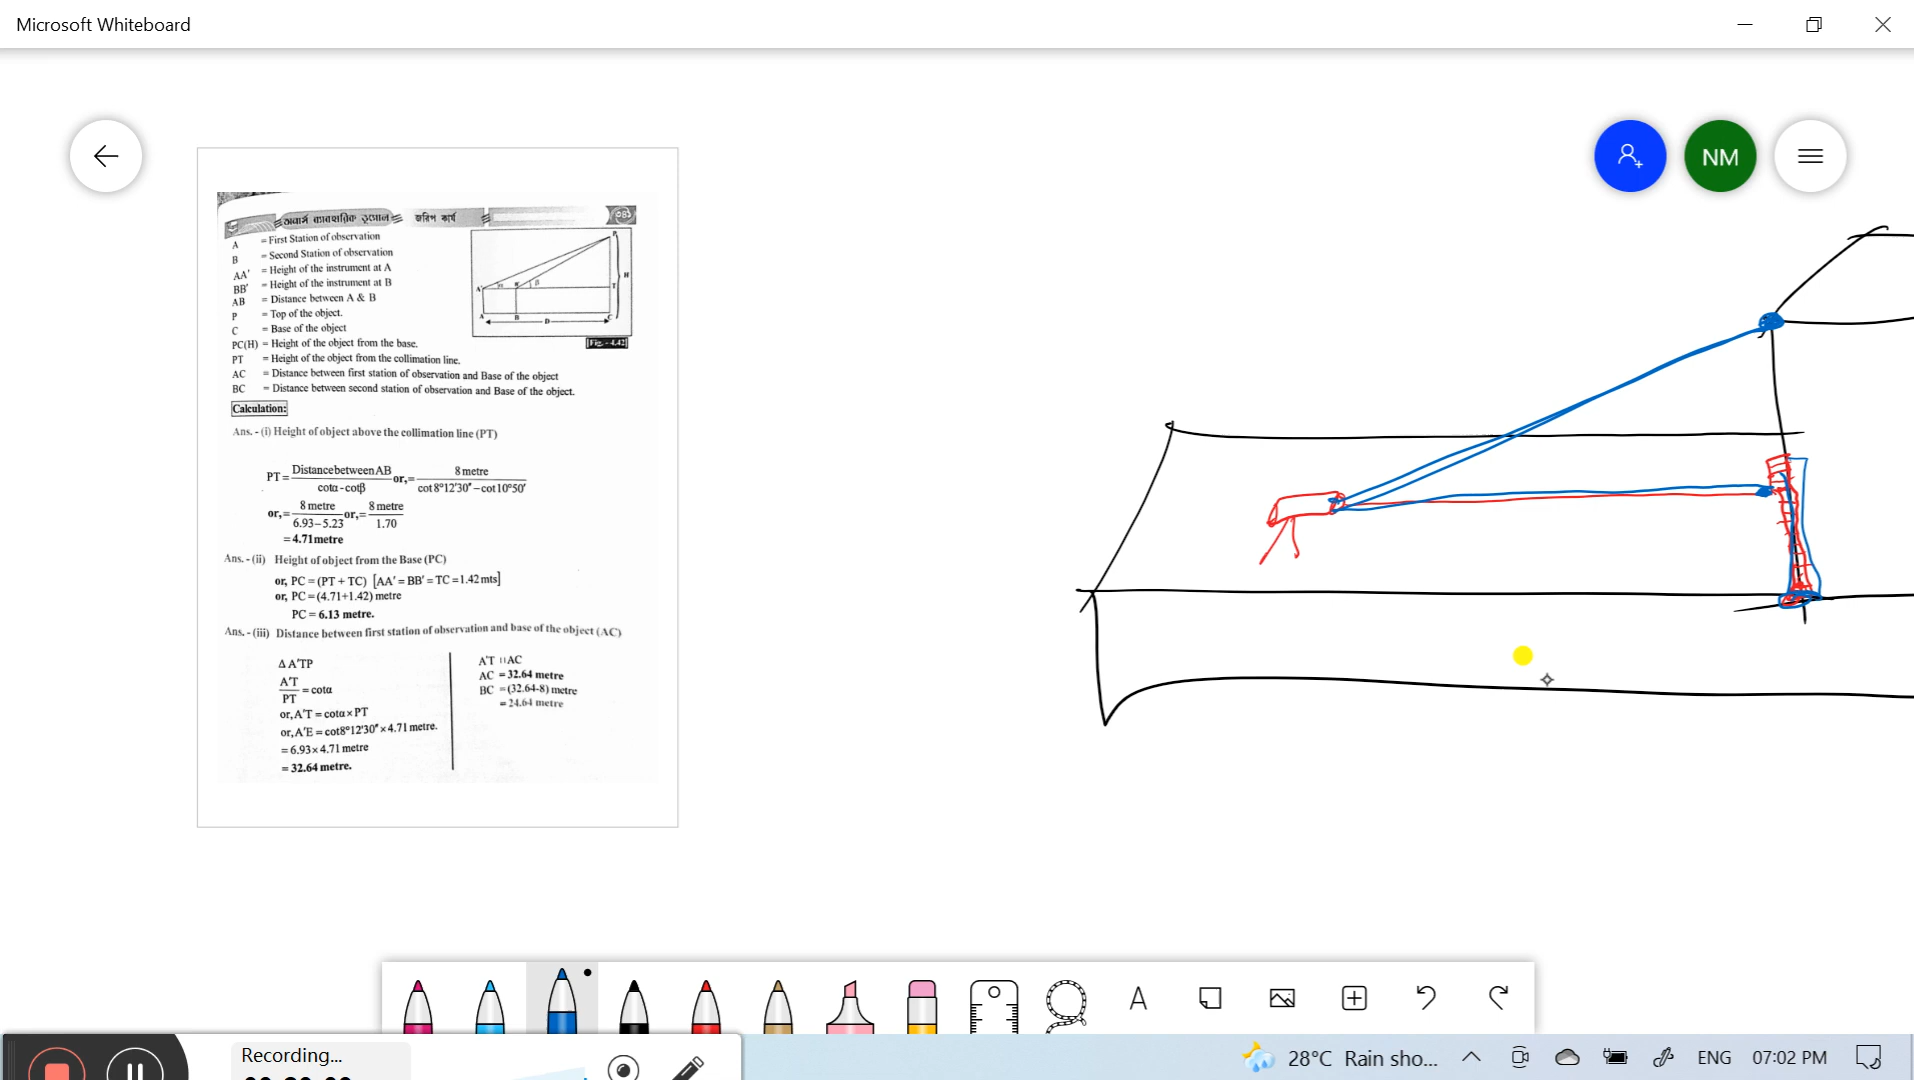 Microsoft Whiteboard
NM
জরিপ কার্য
A = First Station of observation
B = Second Station of observation
AA' = Height of the instrument at A
BB' = Height of the instrument at B
AB = Distance between A & B
P = Top of the object.
C = Base of the object
PC(H) = Height of the object from the base.
PT = Height of the object from the collimation line.
AC = Distance between first station of observation and Base of the object
BC = Distance between second station of observation and Base of the object.
P
H
A' α β T
A B C
D
[Fig. - 4.42]
Calculation:
Ans. - (i) Height of object above the collimation line (PT)
PT = Distance between AB / cotα - cotβ or, = 8 metre / cot 8°12'30" – cot 10°50'
or, = 8 metre / 6.93 – 5.23 or, = 8 metre / 1.70
= 4.71 metre
Ans. - (ii) Height of object from the Base (PC)
or, PC = (PT + TC) [AA' = BB' = TC = 1.42 mts]
or, PC = (4.71+1.42) metre
PC = 6.13 metre.
Ans. - (iii) Distance between first station of observation and base of the object (AC)
Δ A'TP
A'T / PT = cotα
or, A'T = cotα × PT
or, A'E = cot8°12'30" × 4.71 metre.
= 6.93 × 4.71 metre
= 32.64 metre.
A'T ıı AC
AC = 32.64 metre
BC = (32.64-8) metre
= 24.64 metre
Recording...
28°C Rain sho...
ENG
07:02 PM